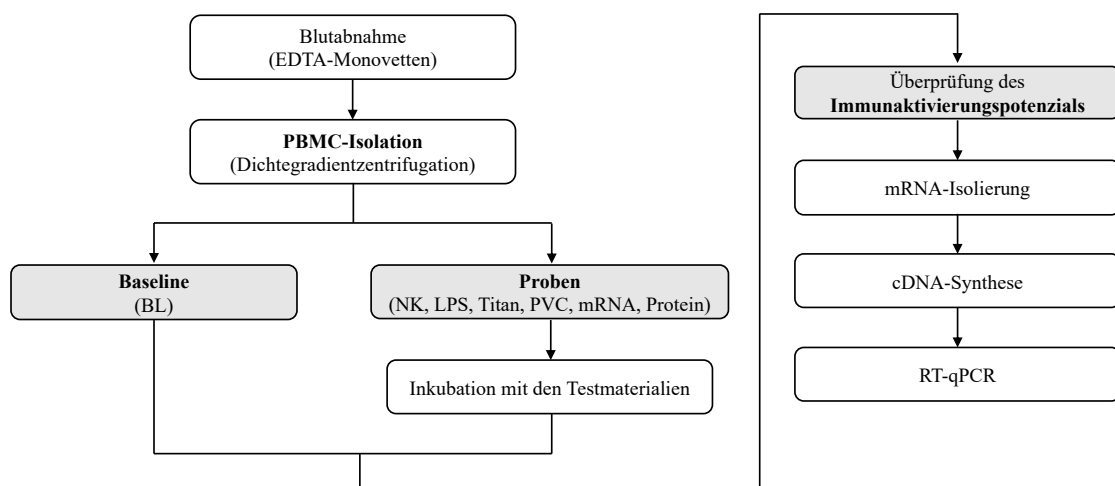 Blutabnahme
(EDTA-Monovetten)
PBMC-Isolation
(Dichtegradientzentrifugation)
Baseline
(BL)
Proben
(NK, LPS, Titan, PVC, mRNA, Protein)
Inkubation mit den Testmaterialien
Überprüfung des
Immunaktivierungspotenzials
mRNA-Isolierung
cDNA-Synthese
RT-qPCR